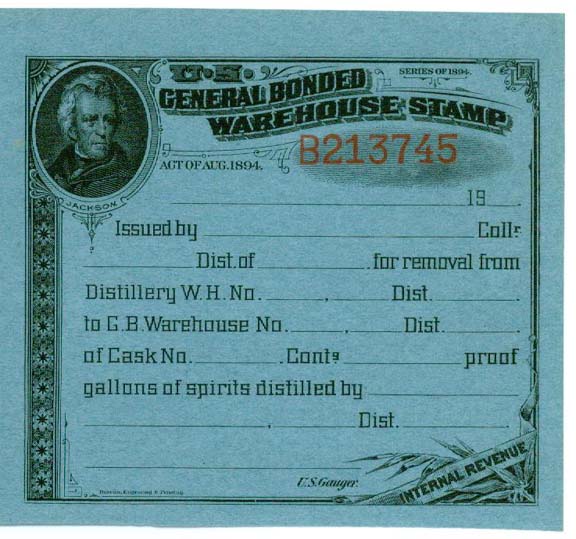 U.S.
SERIES OF 1894.
GENERAL BONDED
WAREHOUSE STAMP
B213745
ACT OF AUG. 1894.
JACKSON
19
Issued by Collr.
Dist. of for removal from
Distillery W. H. No. , Dist. .
to G. B. Warehouse No. , Dist. .
of Cask No. . Conts proof
gallons of spirits distilled by
, Dist. .
U.S. Gauger.
INTERNAL REVENUE
Bureau, Engraving & Printing.